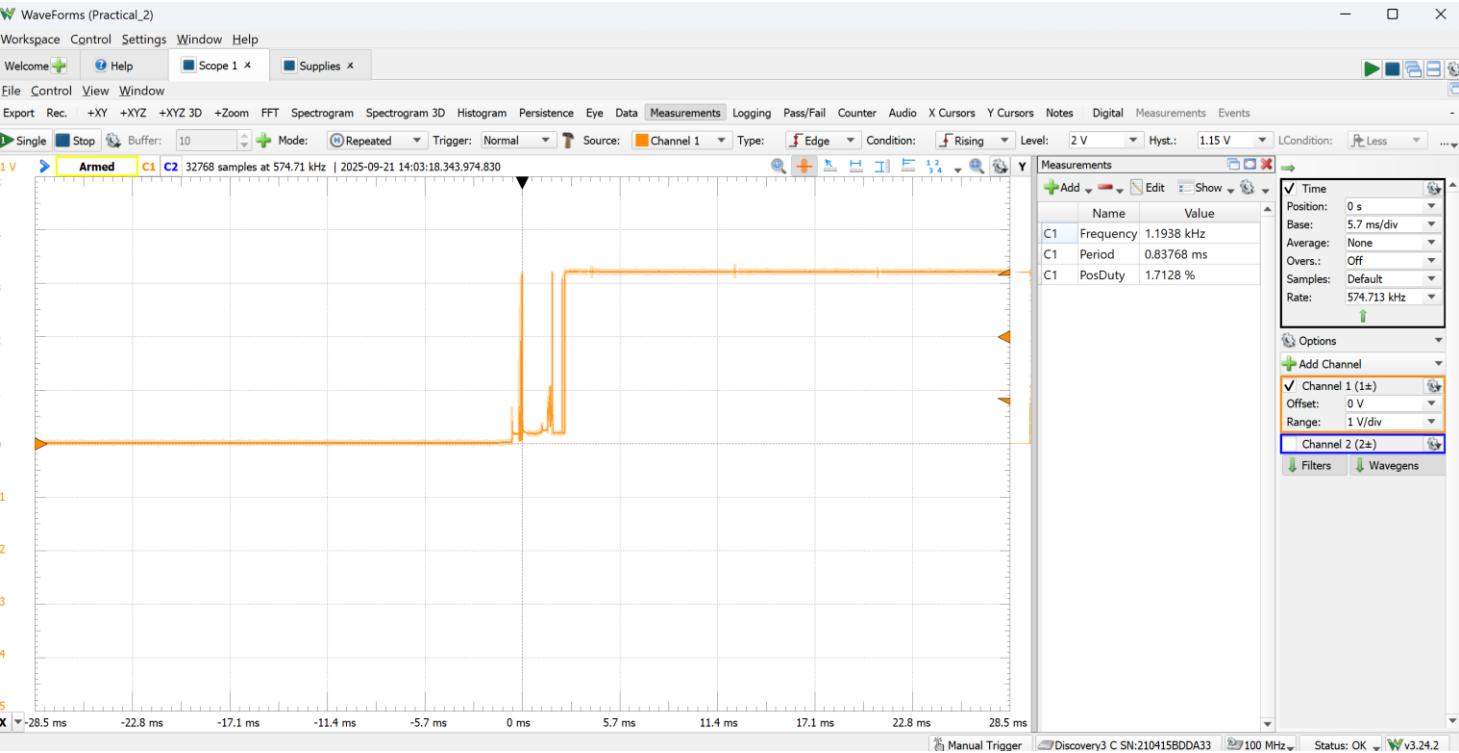 WaveForms (Practical_2)
Workspace Control Settings Window Help
Welcome Help Scope 1 Supplies
File Control View Window
Export Rec. +XY +XYZ +XYZ 3D +Zoom FFT Spectrogram Spectrogram 3D Histogram Persistence Eye Data Measurements Logging Pass/Fail Counter Audio X Cursors Y Cursors Notes Digital Measurements Events
Single Stop Buffer: 10 Mode: Repeated Trigger: Normal Source: Channel 1 Type: Edge Condition: Rising Level: 2 V Hyst.: 1.15 V LCondition: Less ...
1 V Armed C1 C2 32768 samples at 574.71 kHz | 2025-09-21 14:03:18.343.974.830 Y
Measurements
Add Edit Show
Name Value
C1 Frequency 1.1938 kHz
C1 Period 0.83768 ms
C1 PosDuty 1.7128 %
Time
Position: 0 s
Base: 5.7 ms/div
Average: None
Overs.: Off
Samples: Default
Rate: 574.713 kHz
Options
Add Channel
Channel 1 (1±)
Offset: 0 V
Range: 1 V/div
Channel 2 (2±)
Filters Wavegens
1
2
3
4
5
X -28.5 ms -22.8 ms -17.1 ms -11.4 ms -5.7 ms 0 ms 5.7 ms 11.4 ms 17.1 ms 22.8 ms 28.5 ms
Manual Trigger Discovery3 C SN:210415BDDA33 100 MHz Status: OK v3.24.2